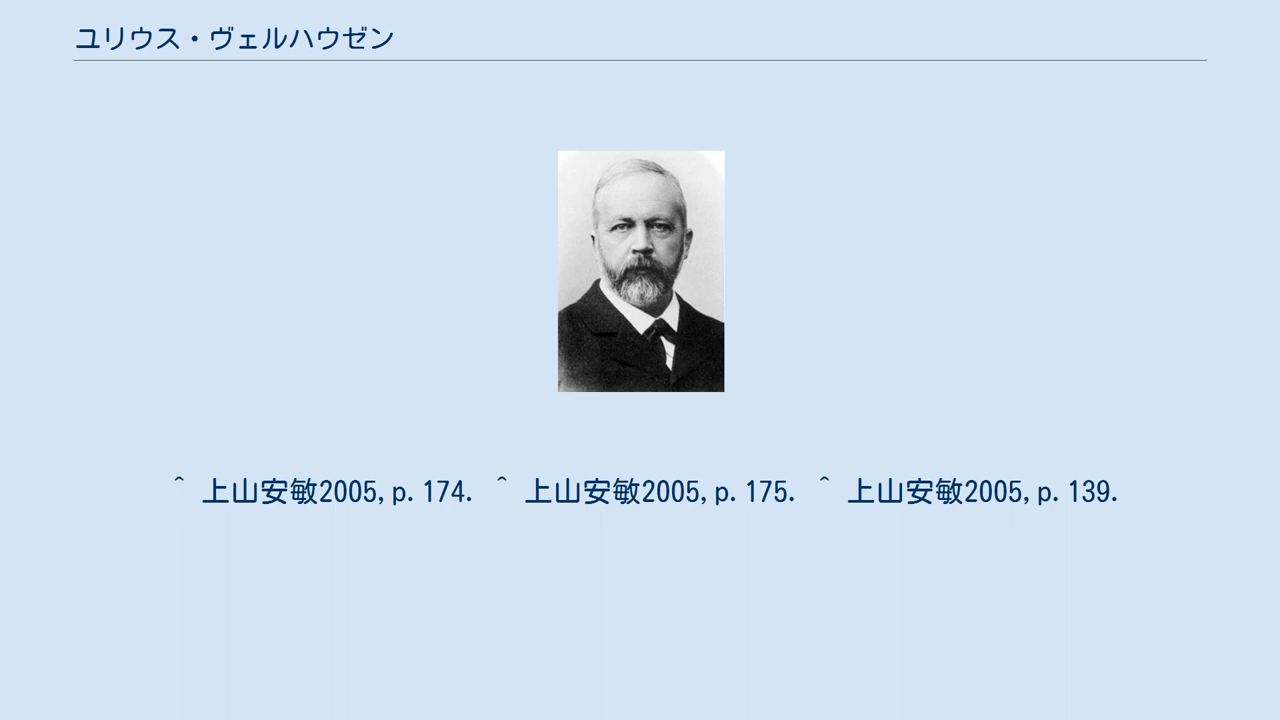 ユリウス・ヴェルハウゼン
^ 上山安敏2005, p. 174. ^ 上山安敏2005, p. 175. ^ 上山安敏2005, p. 139.